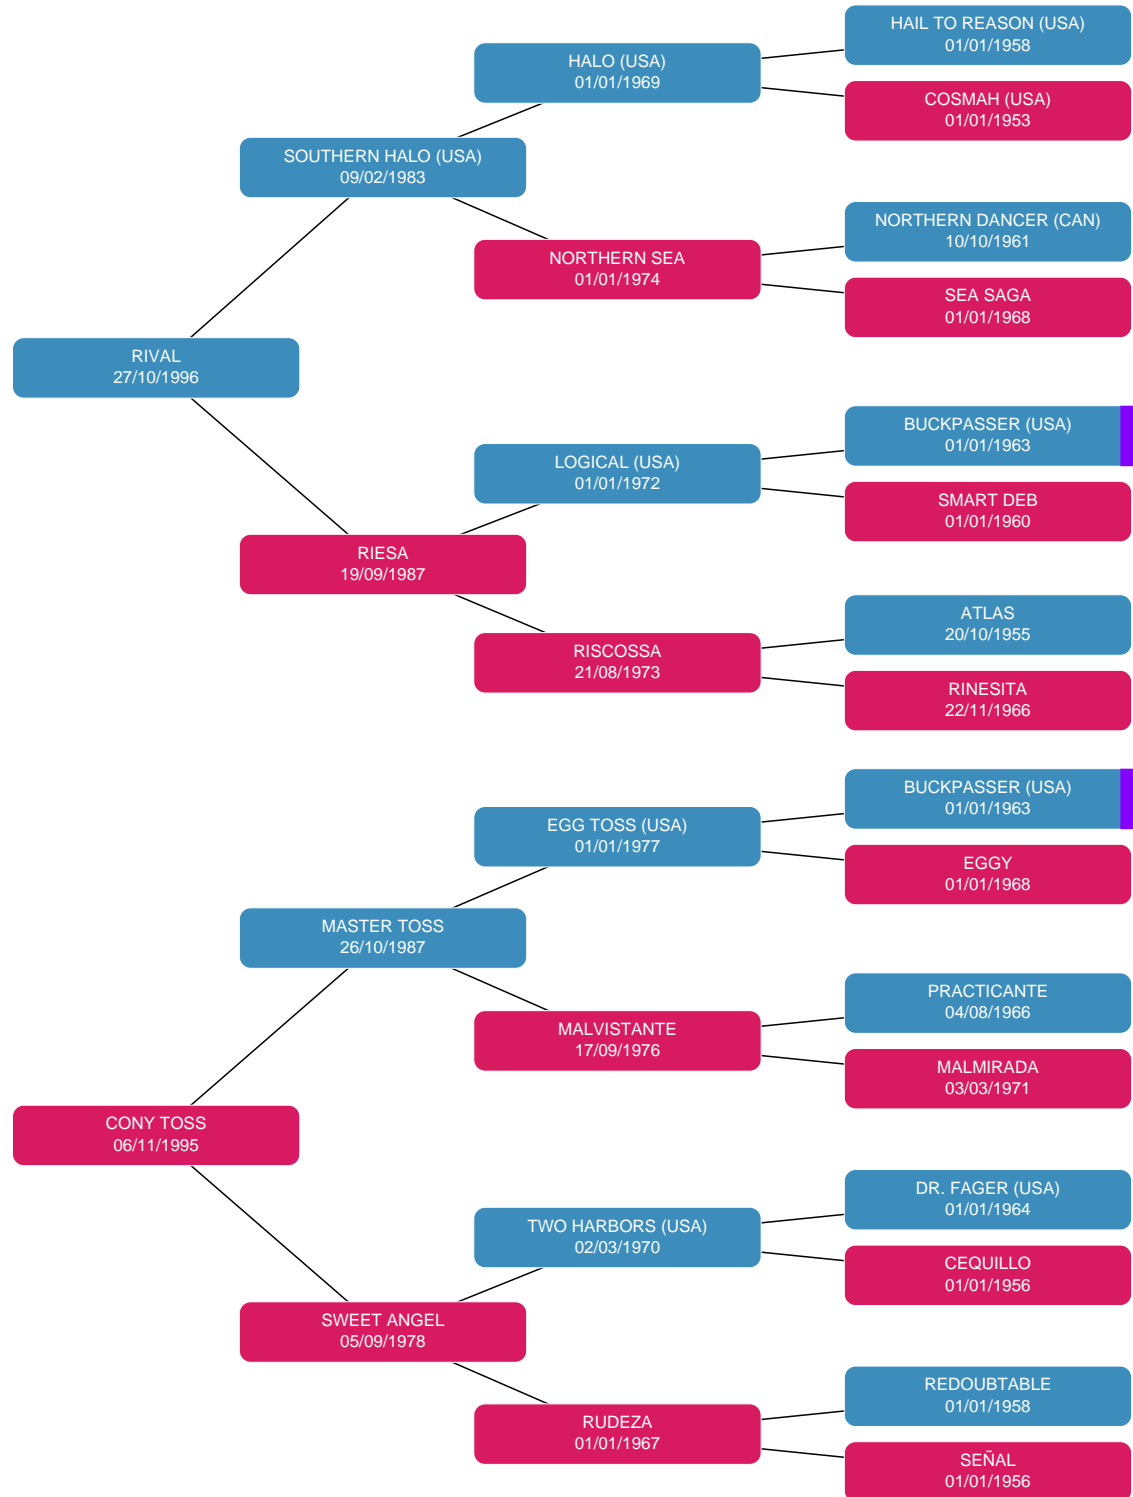 HAIL TO REASON (USA)
01/01/1958
HALO (USA)
01/01/1969
COSMAH (USA)
01/01/1953
SOUTHERN HALO (USA)
09/02/1983
NORTHERN DANCER (CAN)
10/10/1961
NORTHERN SEA
01/01/1974
SEA SAGA
01/01/1968
RIVAL
27/10/1996
BUCKPASSER (USA)
01/01/1963
LOGICAL (USA)
01/01/1972
SMART DEB
01/01/1960
RIESA
19/09/1987
ATLAS
20/10/1955
RISCOSSA
21/08/1973
RINESITA
22/11/1966
BUCKPASSER (USA)
01/01/1963
EGG TOSS (USA)
01/01/1977
EGGY
01/01/1968
MASTER TOSS
26/10/1987
PRACTICANTE
04/08/1966
MALVISTANTE
17/09/1976
MALMIRADA
03/03/1971
CONY TOSS
06/11/1995
DR. FAGER (USA)
01/01/1964
TWO HARBORS (USA)
02/03/1970
CEQUILLO
01/01/1956
SWEET ANGEL
05/09/1978
REDOUBTABLE
01/01/1958
RUDEZA
01/01/1967
SEÑAL
01/01/1956